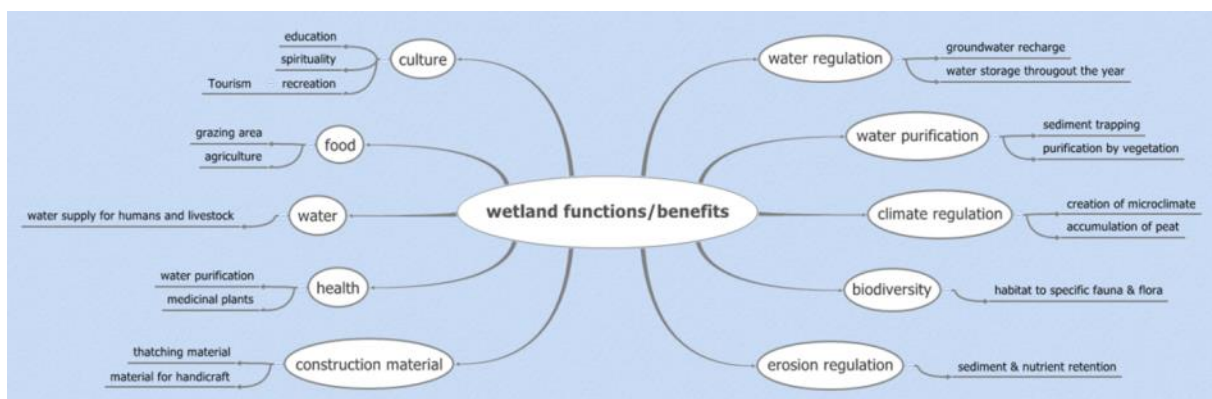 education
spirituality
Tourism recreation
culture
grazing area
agriculture
food
water supply for humans and livestock
water
water purification
medicinal plants
health
thatching material
material for handicraft
construction material
wetland functions/benefits
water regulation
groundwater recharge
water storage througout the year
water purification
sediment trapping
purification by vegetation
climate regulation
creation of microclimate
accumulation of peat
biodiversity
habitat to specific fauna & flora
erosion regulation
sediment & nutrient retention